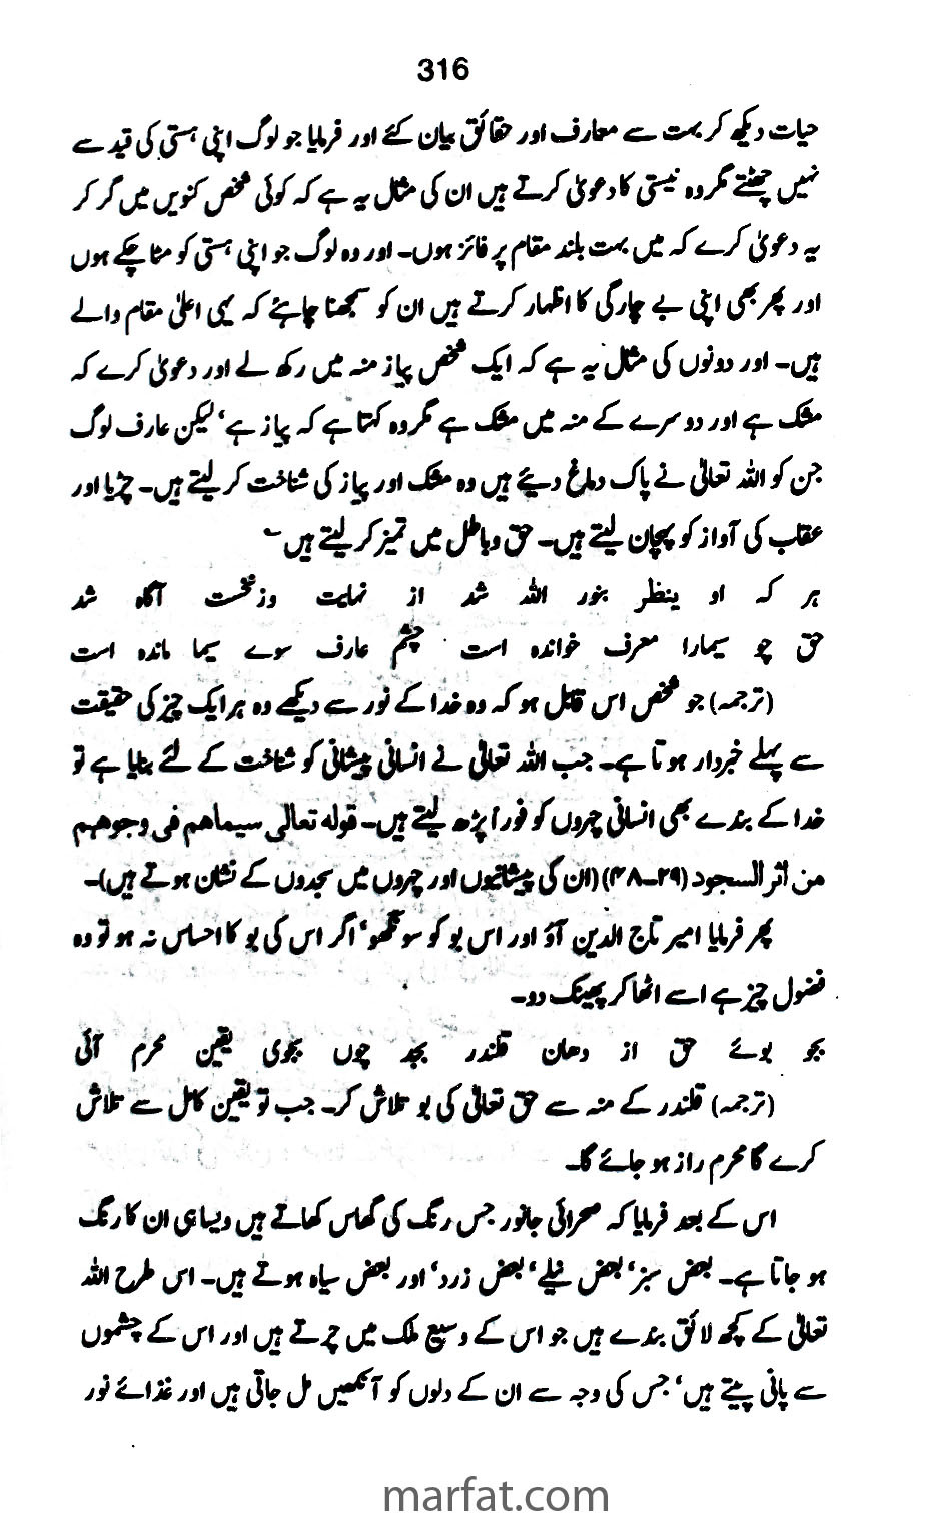 316
حیات دیکھ کر بہت سے معارف اور حقائق بیان کئے اور فرمایا جو لوگ اپنی ہستی کی قید سے
نہیں چھٹتے مگر وہ نیستی کا دعویٰ کرتے ہیں ان کی مثال یہ ہے کہ کوئی شخص کنویں میں گر کر
یہ دعویٰ کرے کہ میں بہت بلند مقام پر فائز ہوں۔ اور وہ لوگ جو اپنی ہستی کو مٹا چکے ہوں
اور پھر بھی اپنی بے چارگی کا اظہار کرتے ہیں ان کو سمجھنا چاہئے کہ یہی اعلیٰ مقام والے
ہیں۔ اور دونوں کی مثال یہ ہے کہ ایک شخص پیاز منہ میں رکھ لے اور دعویٰ کرے کہ
مشک ہے اور دوسرے کے منہ میں مشک ہے مگر وہ کہتا ہے کہ پیاز ہے، لیکن عارف لوگ
جن کو اللہ تعالیٰ نے پاک دماغ دیئے ہیں وہ مشک اور پیاز کی شناخت کر لیتے ہیں۔ چڑیا اور
عقاب کی آواز کو پہچان لیتے ہیں۔ حق و باطل میں تمیز کر لیتے ہیں ؎
ہر کہ او ینظر بنور اللہ شد از نہایت وز نخست آگاہ شد
حق چو سیمارا معرف خواندہ است چشم عارف سوے سیما ماندہ است
(ترجمہ) جو شخص اس قابل ہو کہ وہ خدا کے نور سے دیکھے وہ ہر ایک چیز کی حقیقت
سے پہلے خبردار ہوتا ہے۔ جب اللہ تعالیٰ نے انسانی پیشانی کو شناخت کے لئے بنایا ہے تو
خدا کے بندے بھی انسانی چہروں کو فوراً پڑھ لیتے ہیں۔ قولہ تعالی سیماھم فی وجوھھم
من اثر السجود (۲۹۔۴۸) (ان کی پیشانیوں اور چہروں میں سجدوں کے نشان ہوتے ہیں)۔
پھر فرمایا امیر تاج الدین آؤ اور اس بو کو سونگھو، اگر اس کی بو کا احساس نہ ہو تو وہ
فضول چیز ہے اسے اٹھا کر پھینک دو۔
بجو بوئے حق از دھان قلندر بجد چوں بجوی یقین محرم آئی
(ترجمہ) قلندر کے منہ سے حق تعالیٰ کی بو تلاش کر۔ جب تو یقین کامل سے تلاش
کرے گا محرم راز ہو جائے گا۔
اس کے بعد فرمایا کہ صحرائی جانور جس رنگ کی گھاس کھاتے ہیں ویسا ہی ان کا رنگ
ہو جاتا ہے۔ بعض سبز، بعض نیلے، بعض زرد، اور بعض سیاہ ہوتے ہیں۔ اس طرح اللہ
تعالیٰ کے کچھ لائق بندے ہیں جو اس کے وسیع ملک میں چرتے ہیں اور اس کے چشموں
سے پانی پیتے ہیں، جس کی وجہ سے ان کے دلوں کو آنکھیں مل جاتی ہیں اور غذائے نور
marfat.com